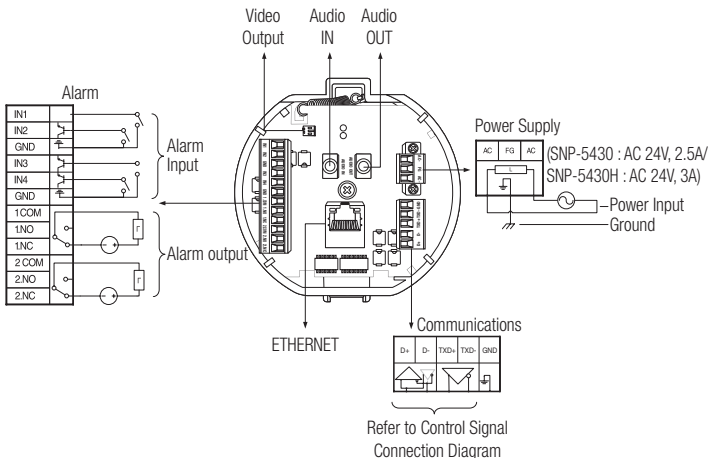 Video Output
Audio IN
Audio OUT
Alarm
IN1
IN2
GND
IN3
IN4
GND
1.COM
1.NO
1.NC
2.COM
2.NO
2.NC
Alarm Input
Alarm output
Power Supply
AC FG AC
(SNP-5430 : AC 24V, 2.5A/
SNP-5430H : AC 24V, 3A)
Power Input
Ground
ETHERNET
Communications
D+ D- TXD+ TXD- GND
Refer to Control Signal
Connection Diagram